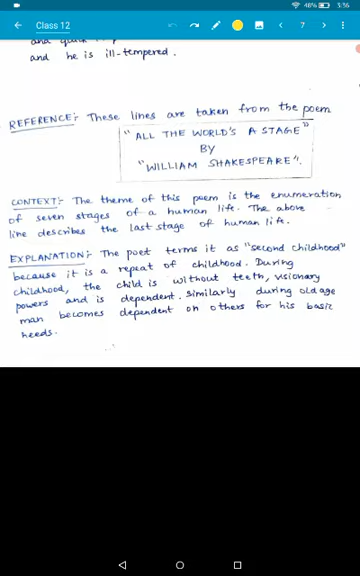 48%
3:36
Class 12
7
and he is ill-tempered.
REFERENCE:- These lines are taken from the poem
"ALL THE WORLD'S A STAGE"
BY
"WILLIAM SHAKESPEARE".
CONTEXT:- The theme of this poem is the enumeration
of seven stages of a human life. The above
line describes the last stage of human life.
EXPLANATION:- The poet terms it as "second childhood"
because it is a repeat of childhood. During
childhood, the child is without teeth, visionary
powers and is dependent. Similarly during old age
man becomes dependent on others for his basic
needs.